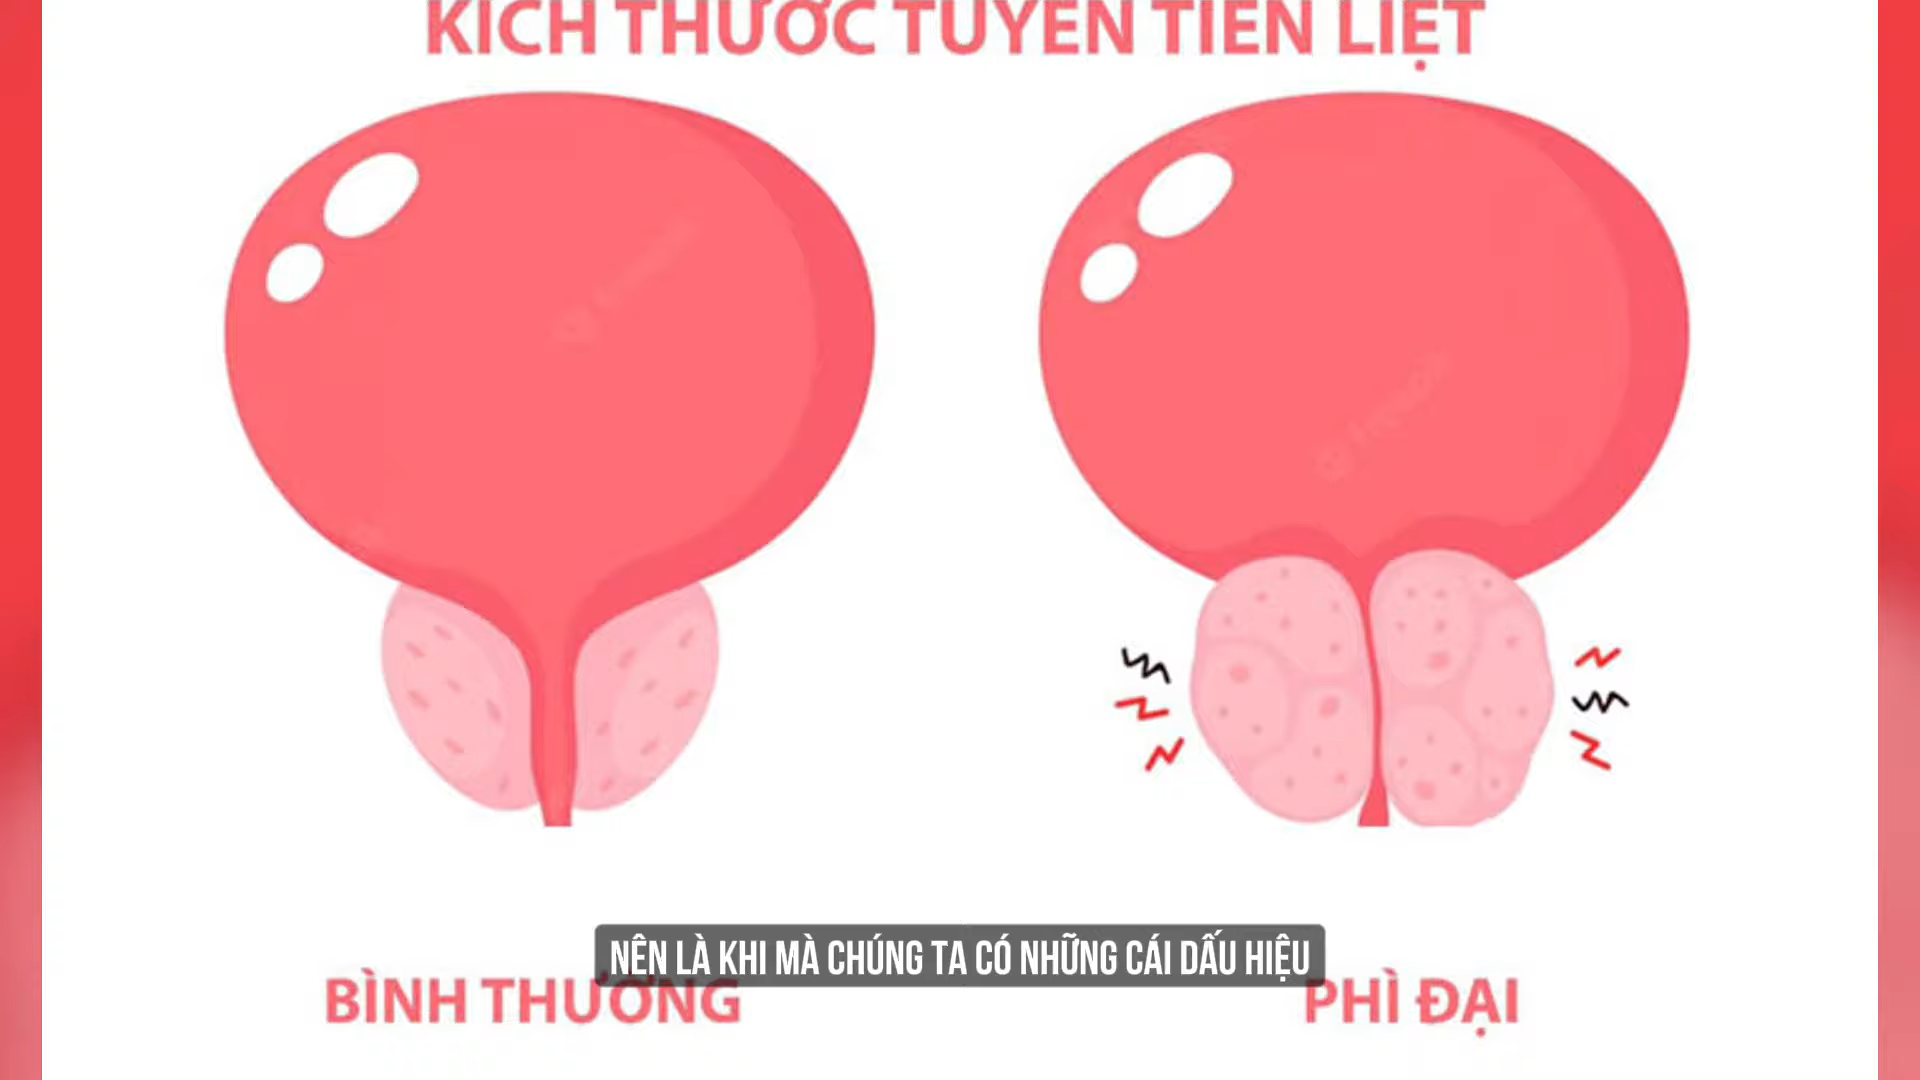 KÍCH THƯỚC TUYẾN TIỀN LIỆT
NÊN LÀ KHI MÀ CHÚNG TA CÓ NHỮNG CÁI DẤU HIỆU
BÌNH THƯỜNG
PHÌ ĐẠI